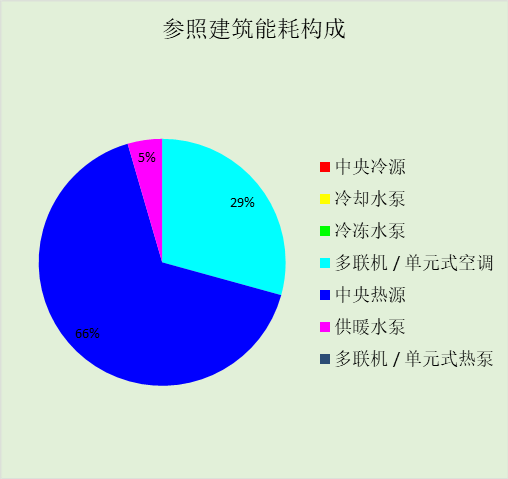 参照建筑能耗构成
5%
29%
66%
中央冷源
冷却水泵
冷冻水泵
多联机 / 单元式空调
中央热源
供暖水泵
多联机 / 单元式热泵